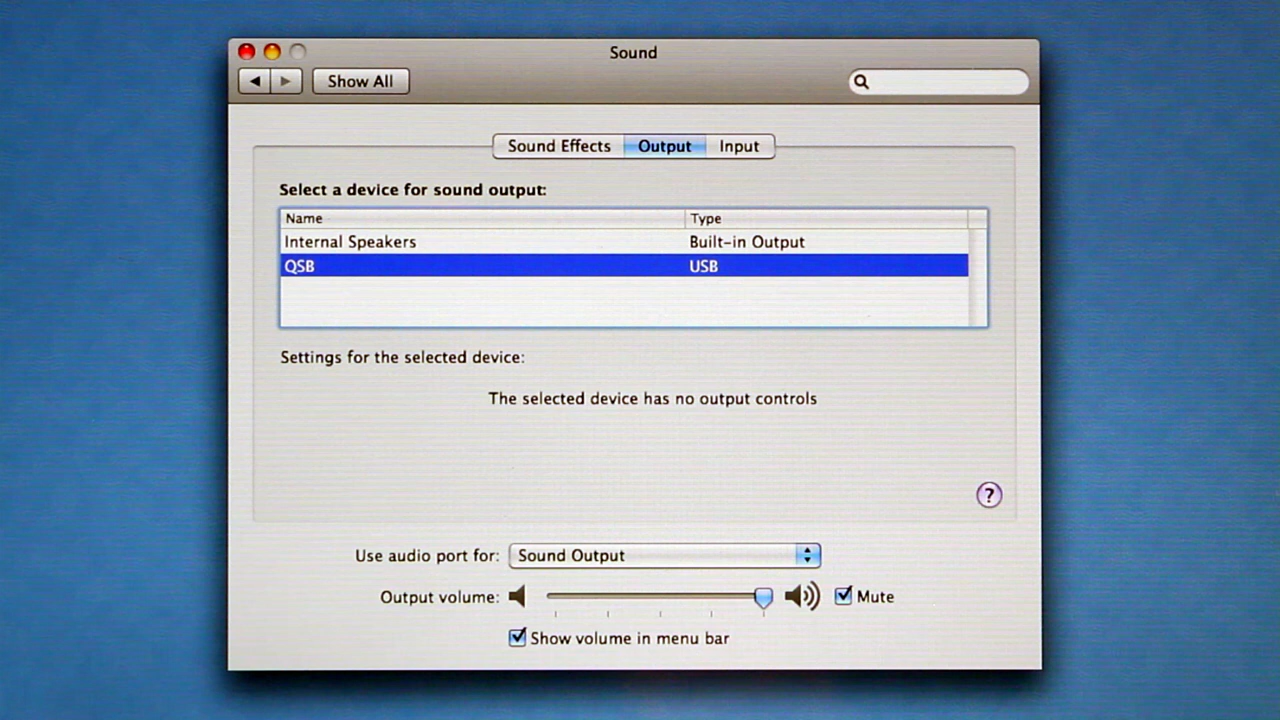 Sound
Show All
Sound Effects Output Input
Select a device for sound output:
Name Type
Internal Speakers Built-in Output
QSB USB
Settings for the selected device:
The selected device has no output controls
?
Use audio port for: Sound Output
Output volume: Mute
Show volume in menu bar